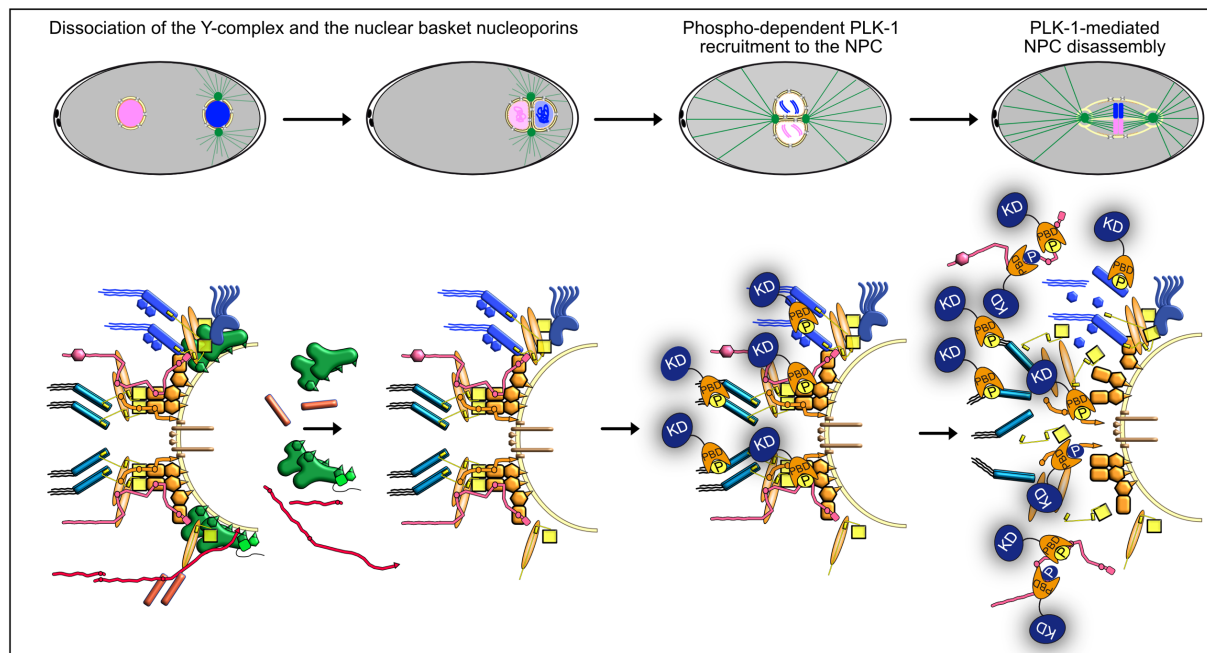 Dissociation of the Y-complex and the nuclear basket nucleoporins
Phospho-dependent PLK-1
recruitment to the NPC
PLK-1-mediated
NPC disassembly
KD
PBD
P
KD
PBD
P
KD
PBD
P
KD
PBD
P
KD
PBD
P
KD
PBD
P
KD
PBD
P
KD
PBD
P
KD
PBD
P
KD
PBD
P
KD
PBD
P
KD
PBD
P
KD
PBD
P
KD
PBD
P